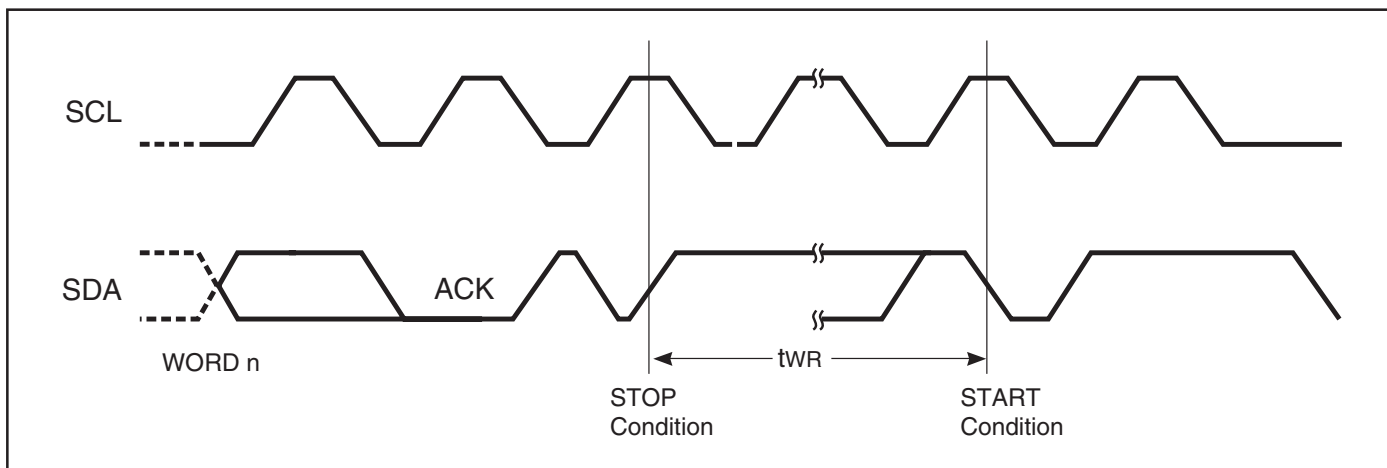 SCL
SDA
ACK
WORD n
tWR
STOP
Condition
START
Condition